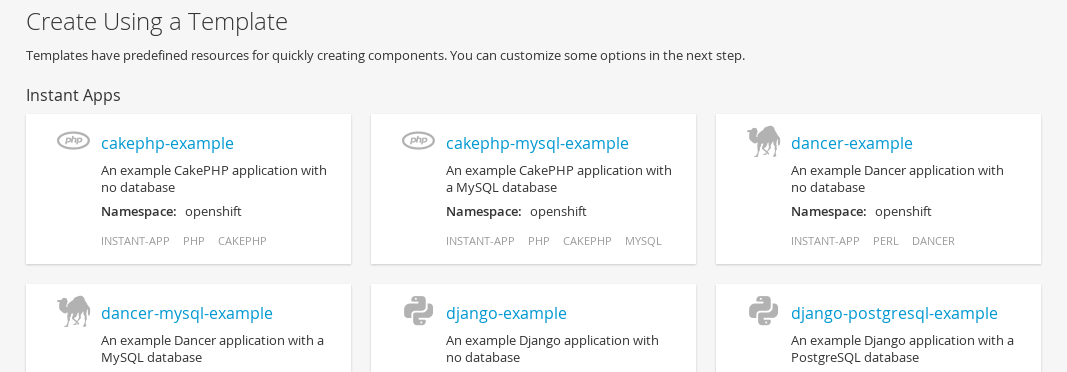 Create Using a Template
Templates have predefined resources for quickly creating components. You can customize some options in the next step.
Instant Apps
php
cakephp-example
An example CakePHP application with
no database
Namespace: openshift
INSTANT-APP PHP CAKEPHP
php
cakephp-mysql-example
An example CakePHP application with
a MySQL database
Namespace: openshift
INSTANT-APP PHP CAKEPHP MYSQL
dancer-example
An example Dancer application with
no database
Namespace: openshift
INSTANT-APP PERL DANCER
dancer-mysql-example
An example Dancer application with a
MySQL database
django-example
An example Django application with
no database
django-postgresql-example
An example Django application with a
PostgreSQL database